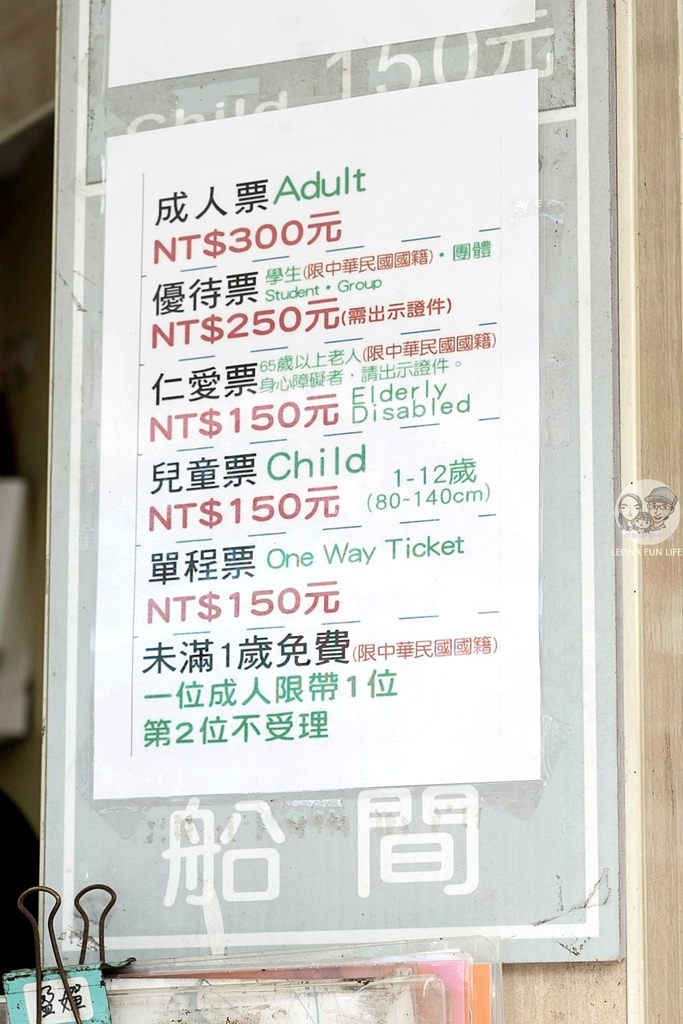 Child 150元
成人票 Adult
NT$300元
優待票 學生(限中華民國國籍)・團體
Student・Group
NT$250元(需出示證件)
仁愛票 65歲以上老人(限中華民國國籍)
身心障礙者,請出示證件。
NT$150元 Elderly
Disabled
兒童票 Child 1-12歲
NT$150元 (80-140cm)
單程票 One Way Ticket
NT$150元
未滿1歲免費(限中華民國國籍)
一位成人限帶1位
第2位不受理
船 間
LEONA FUN LIFE